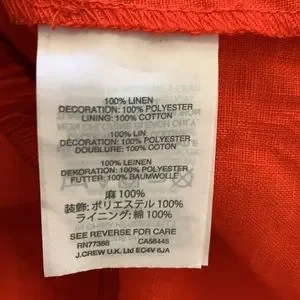 100% LINEN
DECORATION: 100% POLYESTER
LINING: 100% COTTON
100% LIN
DECORATION: 100% POLYESTER
DOUBLURE: 100% COTON
100% LEINEN
DEKORATION: 100% POLYESTER
FUTTER: 100% BAUMWOLLE
麻 100%
装飾: ポリエステル 100%
ライニング: 綿 100%
SEE REVERSE FOR CARE
RN77388 CA56445
J.CREW U.K. Ltd EC4V 6JA